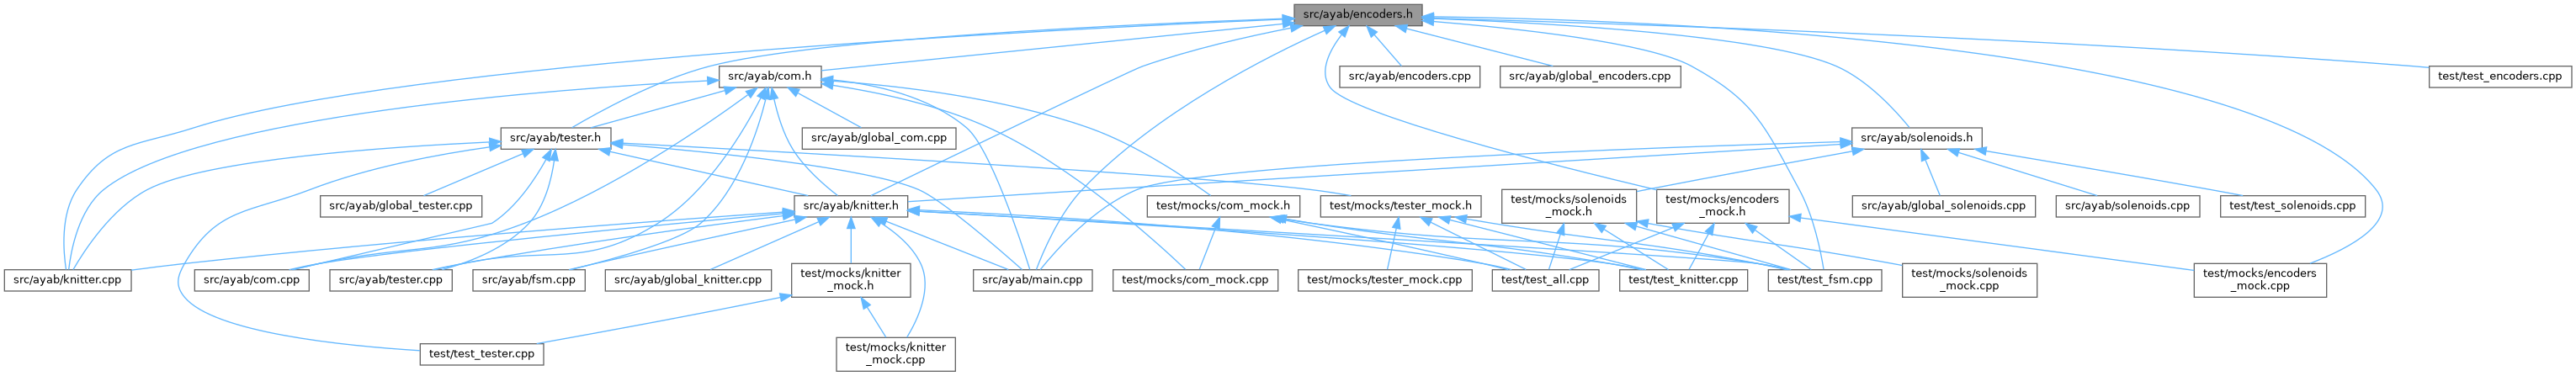 src/ayab/encoders.h
src/ayab/com.h
src/ayab/encoders.cpp
src/ayab/global_encoders.cpp
test/test_encoders.cpp
src/ayab/tester.h
src/ayab/global_com.cpp
src/ayab/solenoids.h
src/ayab/global_tester.cpp
src/ayab/knitter.h
test/mocks/com_mock.h
test/mocks/tester_mock.h
test/mocks/solenoids
_mock.h
test/mocks/encoders
_mock.h
src/ayab/global_solenoids.cpp
src/ayab/solenoids.cpp
test/test_solenoids.cpp
src/ayab/knitter.cpp
src/ayab/com.cpp
src/ayab/tester.cpp
src/ayab/fsm.cpp
src/ayab/global_knitter.cpp
test/mocks/knitter
_mock.h
src/ayab/main.cpp
test/mocks/com_mock.cpp
test/mocks/tester_mock.cpp
test/test_all.cpp
test/test_knitter.cpp
test/test_fsm.cpp
test/mocks/solenoids
_mock.cpp
test/mocks/encoders
_mock.cpp
test/test_tester.cpp
test/mocks/knitter
_mock.cpp